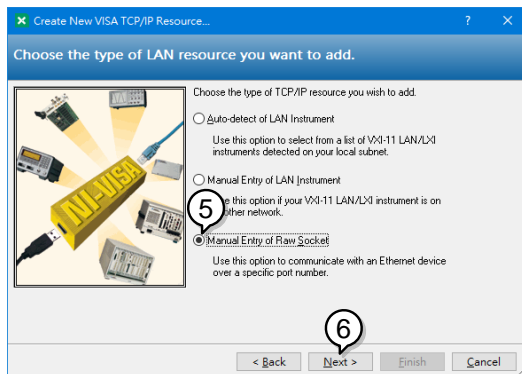 Create New VISA TCP/IP Resource...
? ×
Choose the type of LAN resource you want to add.
Choose the type of TCP/IP resource you wish to add.
Auto-detect of LAN Instrument
Use this option to select from a list of VXI-11 LAN/LXI
instruments detected on your local subnet.
Manual Entry of LAN Instrument
this option if your VXI-11 LAN/LXI instrument is on
network.
5
Manual Entry of Raw Socket
Use this option to communicate with an Ethernet device
over a specific port number.
NI-VISA
6
< Back
Next >
Finish
Cancel